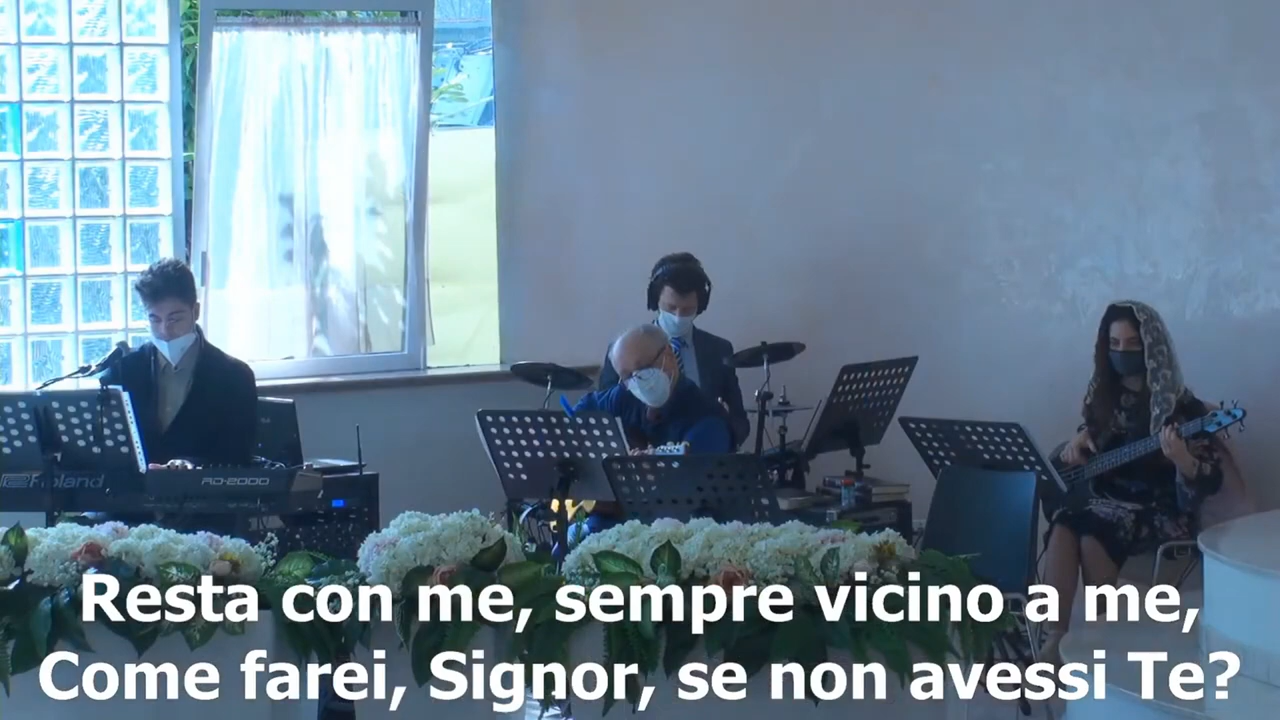 Roland RD-2000
Resta con me, sempre vicino a me,
Come farei, Signor, se non avessi Te?